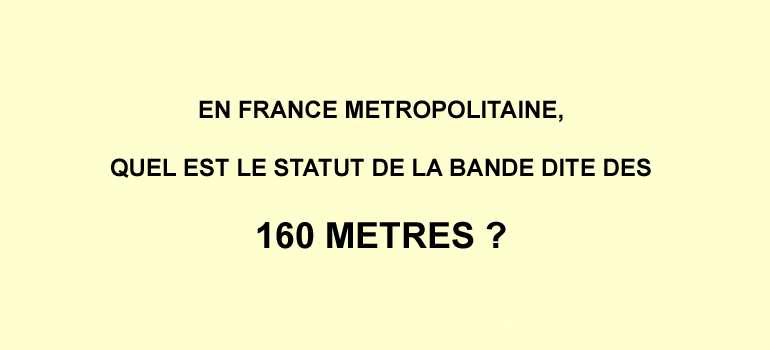 EN FRANCE METROPOLITAINE,
QUEL EST LE STATUT DE LA BANDE DITE DES
160 METRES ?